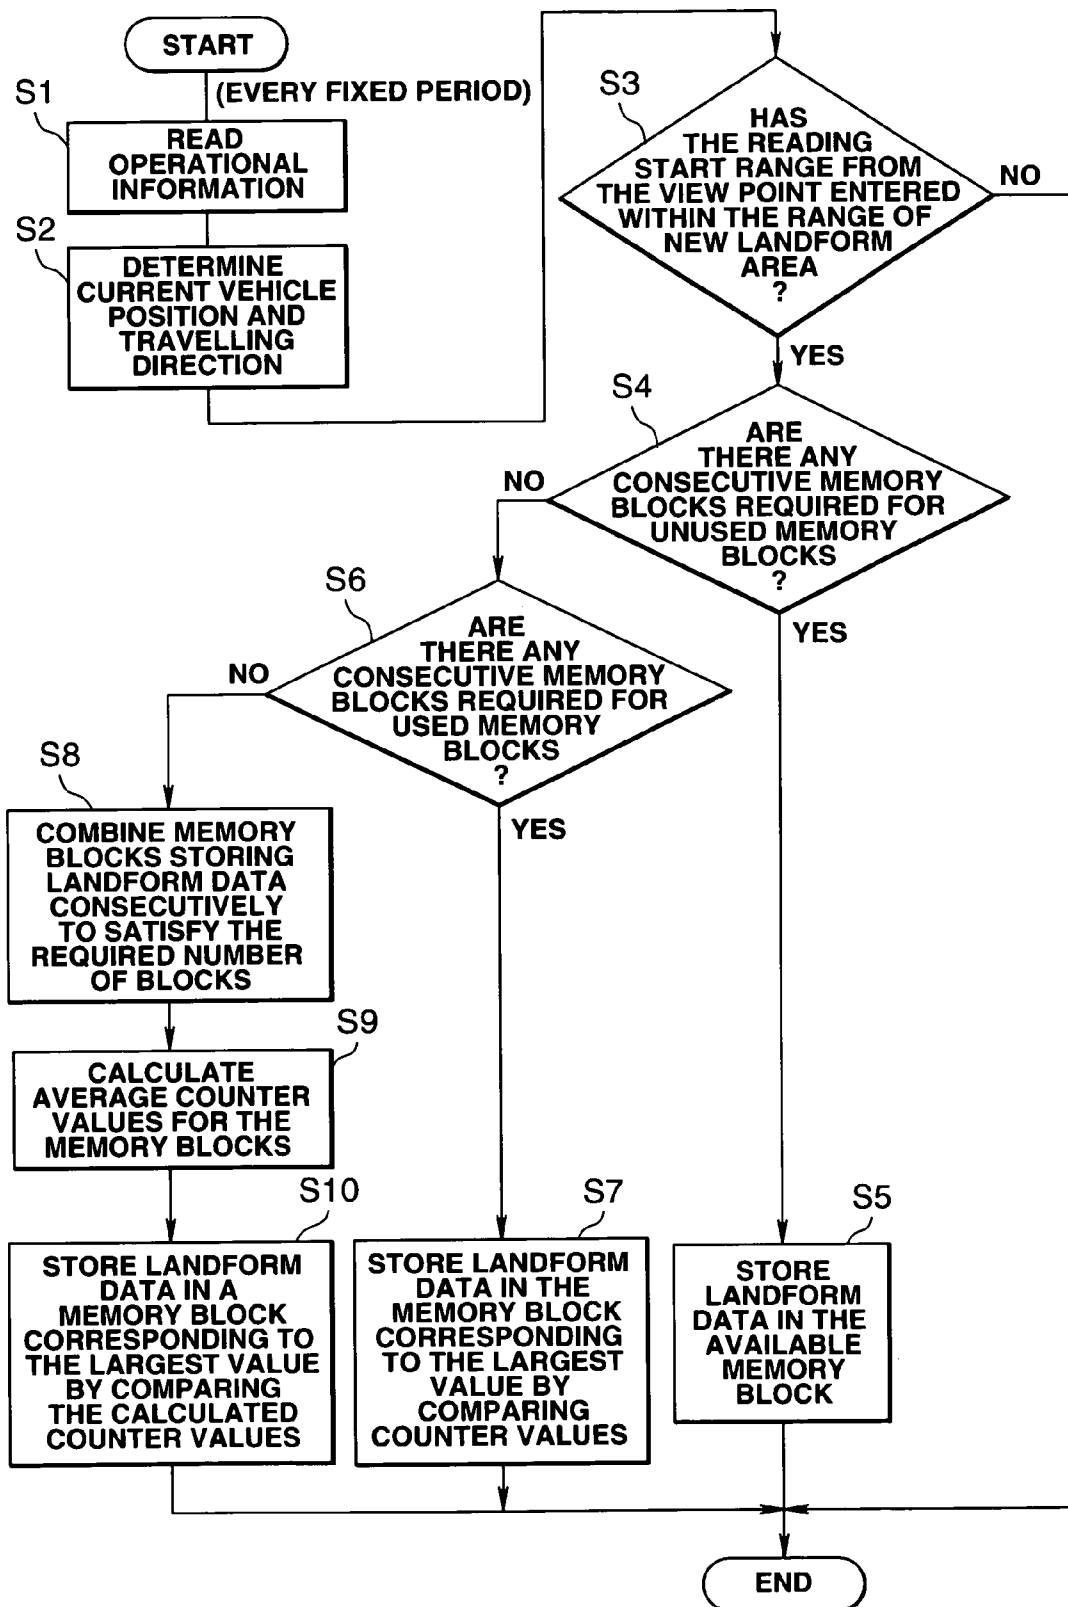 START
(EVERY FIXED PERIOD)
S1
READ
OPERATIONAL
INFORMATION
S2
DETERMINE
CURRENT VEHICLE
POSITION AND
TRAVELLING
DIRECTION
S3
HAS
THE READING
START RANGE FROM
THE VIEW POINT ENTERED
WITHIN THE RANGE OF
NEW LANDFORM
AREA
?
NO
YES
S4
ARE
THERE ANY
CONSECUTIVE MEMORY
BLOCKS REQUIRED FOR
UNUSED MEMORY
BLOCKS
?
NO
YES
S6
ARE
THERE ANY
CONSECUTIVE MEMORY
BLOCKS REQUIRED FOR
USED MEMORY
BLOCKS
?
NO
YES
S8
COMBINE MEMORY
BLOCKS STORING
LANDFORM DATA
CONSECUTIVELY
TO SATISFY THE
REQUIRED NUMBER
OF BLOCKS
S9
CALCULATE
AVERAGE COUNTER
VALUES FOR THE
MEMORY BLOCKS
S10
STORE LANDFORM
DATA IN A
MEMORY BLOCK
CORRESPONDING TO
THE LARGEST VALUE
BY COMPARING
THE CALCULATED
COUNTER VALUES
S7
STORE LANDFORM
DATA IN THE
MEMORY BLOCK
CORRESPONDING
TO THE LARGEST
VALUE BY
COMPARING
COUNTER VALUES
S5
STORE
LANDFORM
DATA IN THE
AVAILABLE
MEMORY
BLOCK
END